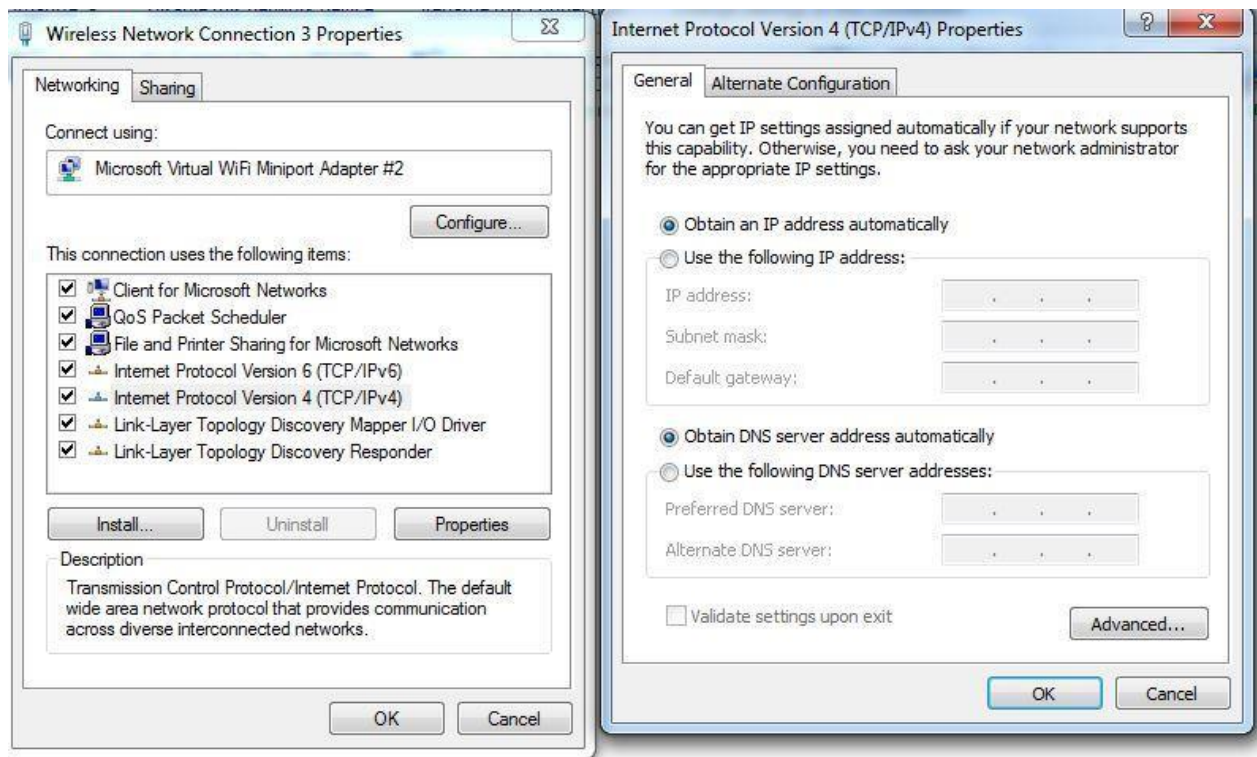 Wireless Network Connection 3 Properties
Networking
Sharing
Connect using:
Microsoft Virtual WiFi Miniport Adapter #2
Configure...
This connection uses the following items:
Client for Microsoft Networks
QoS Packet Scheduler
File and Printer Sharing for Microsoft Networks
Internet Protocol Version 6 (TCP/IPv6)
Internet Protocol Version 4 (TCP/IPv4)
Link-Layer Topology Discovery Mapper I/O Driver
Link-Layer Topology Discovery Responder
Install...
Uninstall
Properties
Description
Transmission Control Protocol/Internet Protocol. The default
wide area network protocol that provides communication
across diverse interconnected networks.
OK
Cancel
Internet Protocol Version 4 (TCP/IPv4) Properties
General
Alternate Configuration
You can get IP settings assigned automatically if your network supports
this capability. Otherwise, you need to ask your network administrator
for the appropriate IP settings.
Obtain an IP address automatically
Use the following IP address:
IP address:
Subnet mask:
Default gateway:
Obtain DNS server address automatically
Use the following DNS server addresses:
Preferred DNS server:
Alternate DNS server:
Validate settings upon exit
Advanced...
OK
Cancel